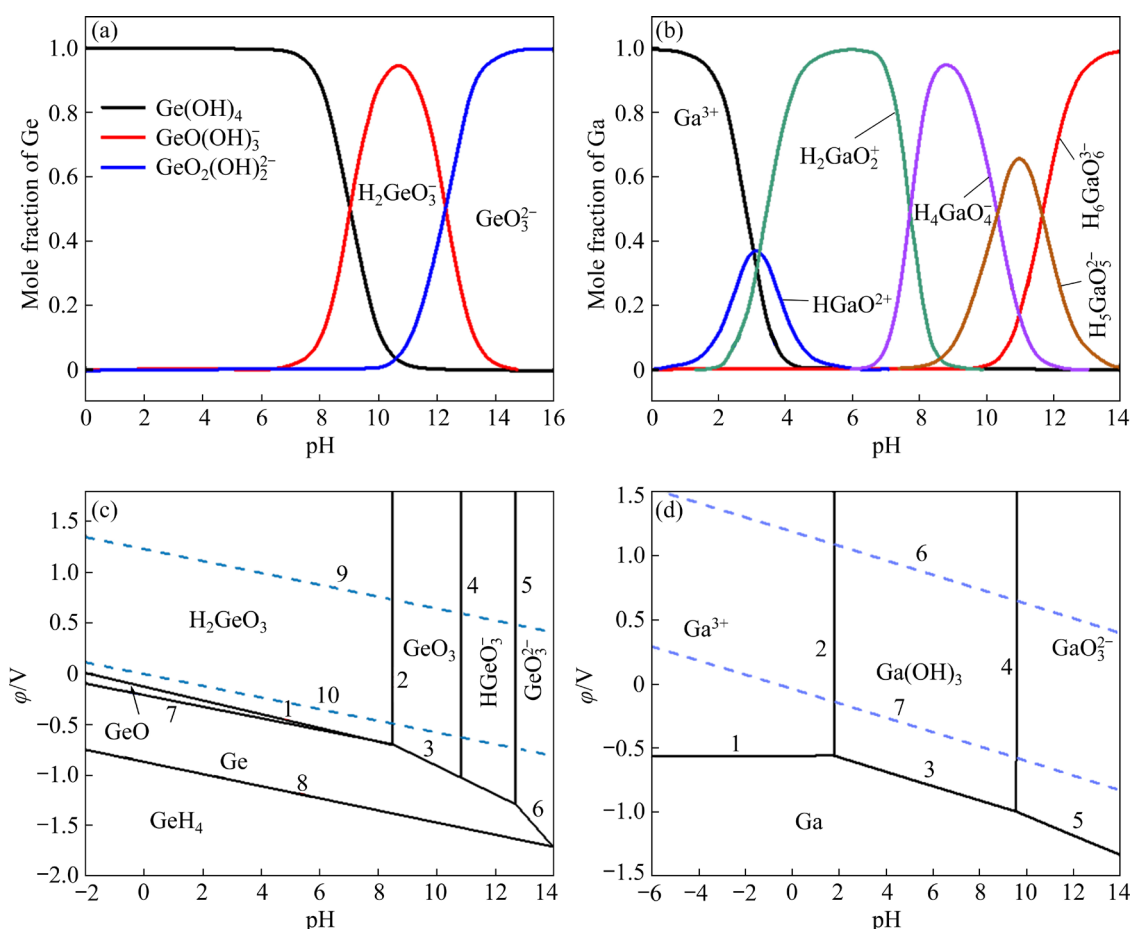 (a)
1.0
0.8
0.6
0.4
0.2
0
Mole fraction of Ge
Ge(OH)₄
GeO(OH)₃⁻
GeO₂(OH)₂²⁻
H₂GeO₃⁻
GeO₃²⁻
0 2 4 6 8 10 12 14 16
pH
(b)
1.0
0.8
0.6
0.4
0.2
0
Mole fraction of Ga
Ga³⁺
H₂GaO₂⁺
H₄GaO₄⁻
HGaO²⁺
H₆GaO₆³⁻
H₅GaO₅²⁻
0 2 4 6 8 10 12 14
pH
(c)
1.5
1.0
0.5
0
−0.5
−1.0
−1.5
−2.0
φ/V
9
4
5
H₂GeO₃
GeO₃
HGeO₃⁻
GeO₃²⁻
2
10
1
GeO
7
3
Ge
8
6
GeH₄
−2 0 2 4 6 8 10 12 14
pH
(d)
1.5
1.0
0.5
0
−0.5
−1.0
−1.5
φ/V
6
Ga³⁺
2
Ga(OH)₃
4
GaO₃²⁻
7
1
3
Ga
5
−6 −4 −2 0 2 4 6 8 10 12 14
pH